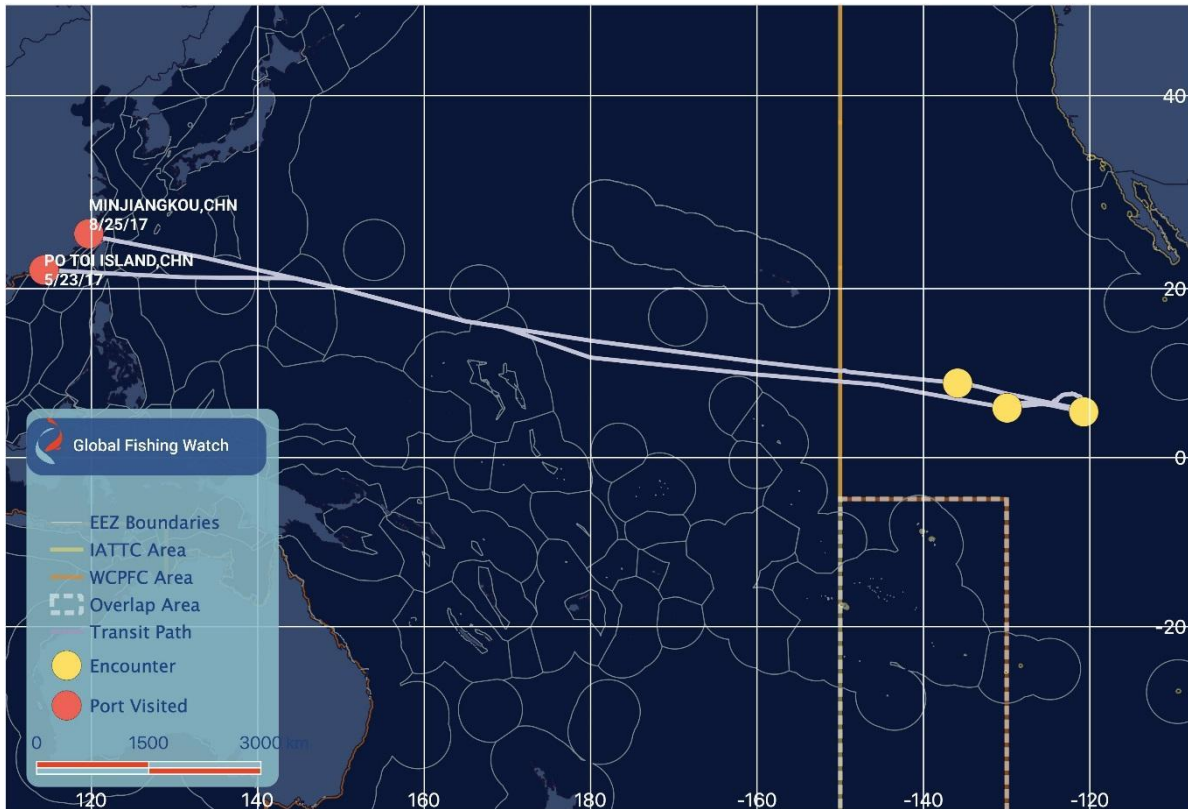 40
MINJIANGKOU,CHN
8/25/17
PO TOI ISLAND,CHN
5/23/17
20
Global Fishing Watch
0
EEZ Boundaries
IATTC Area
WCPFC Area
Overlap Area
Transit Path
Encounter
Port Visited
-20
0 1500 3000 km
120 140 160 180 -160 -140 -120